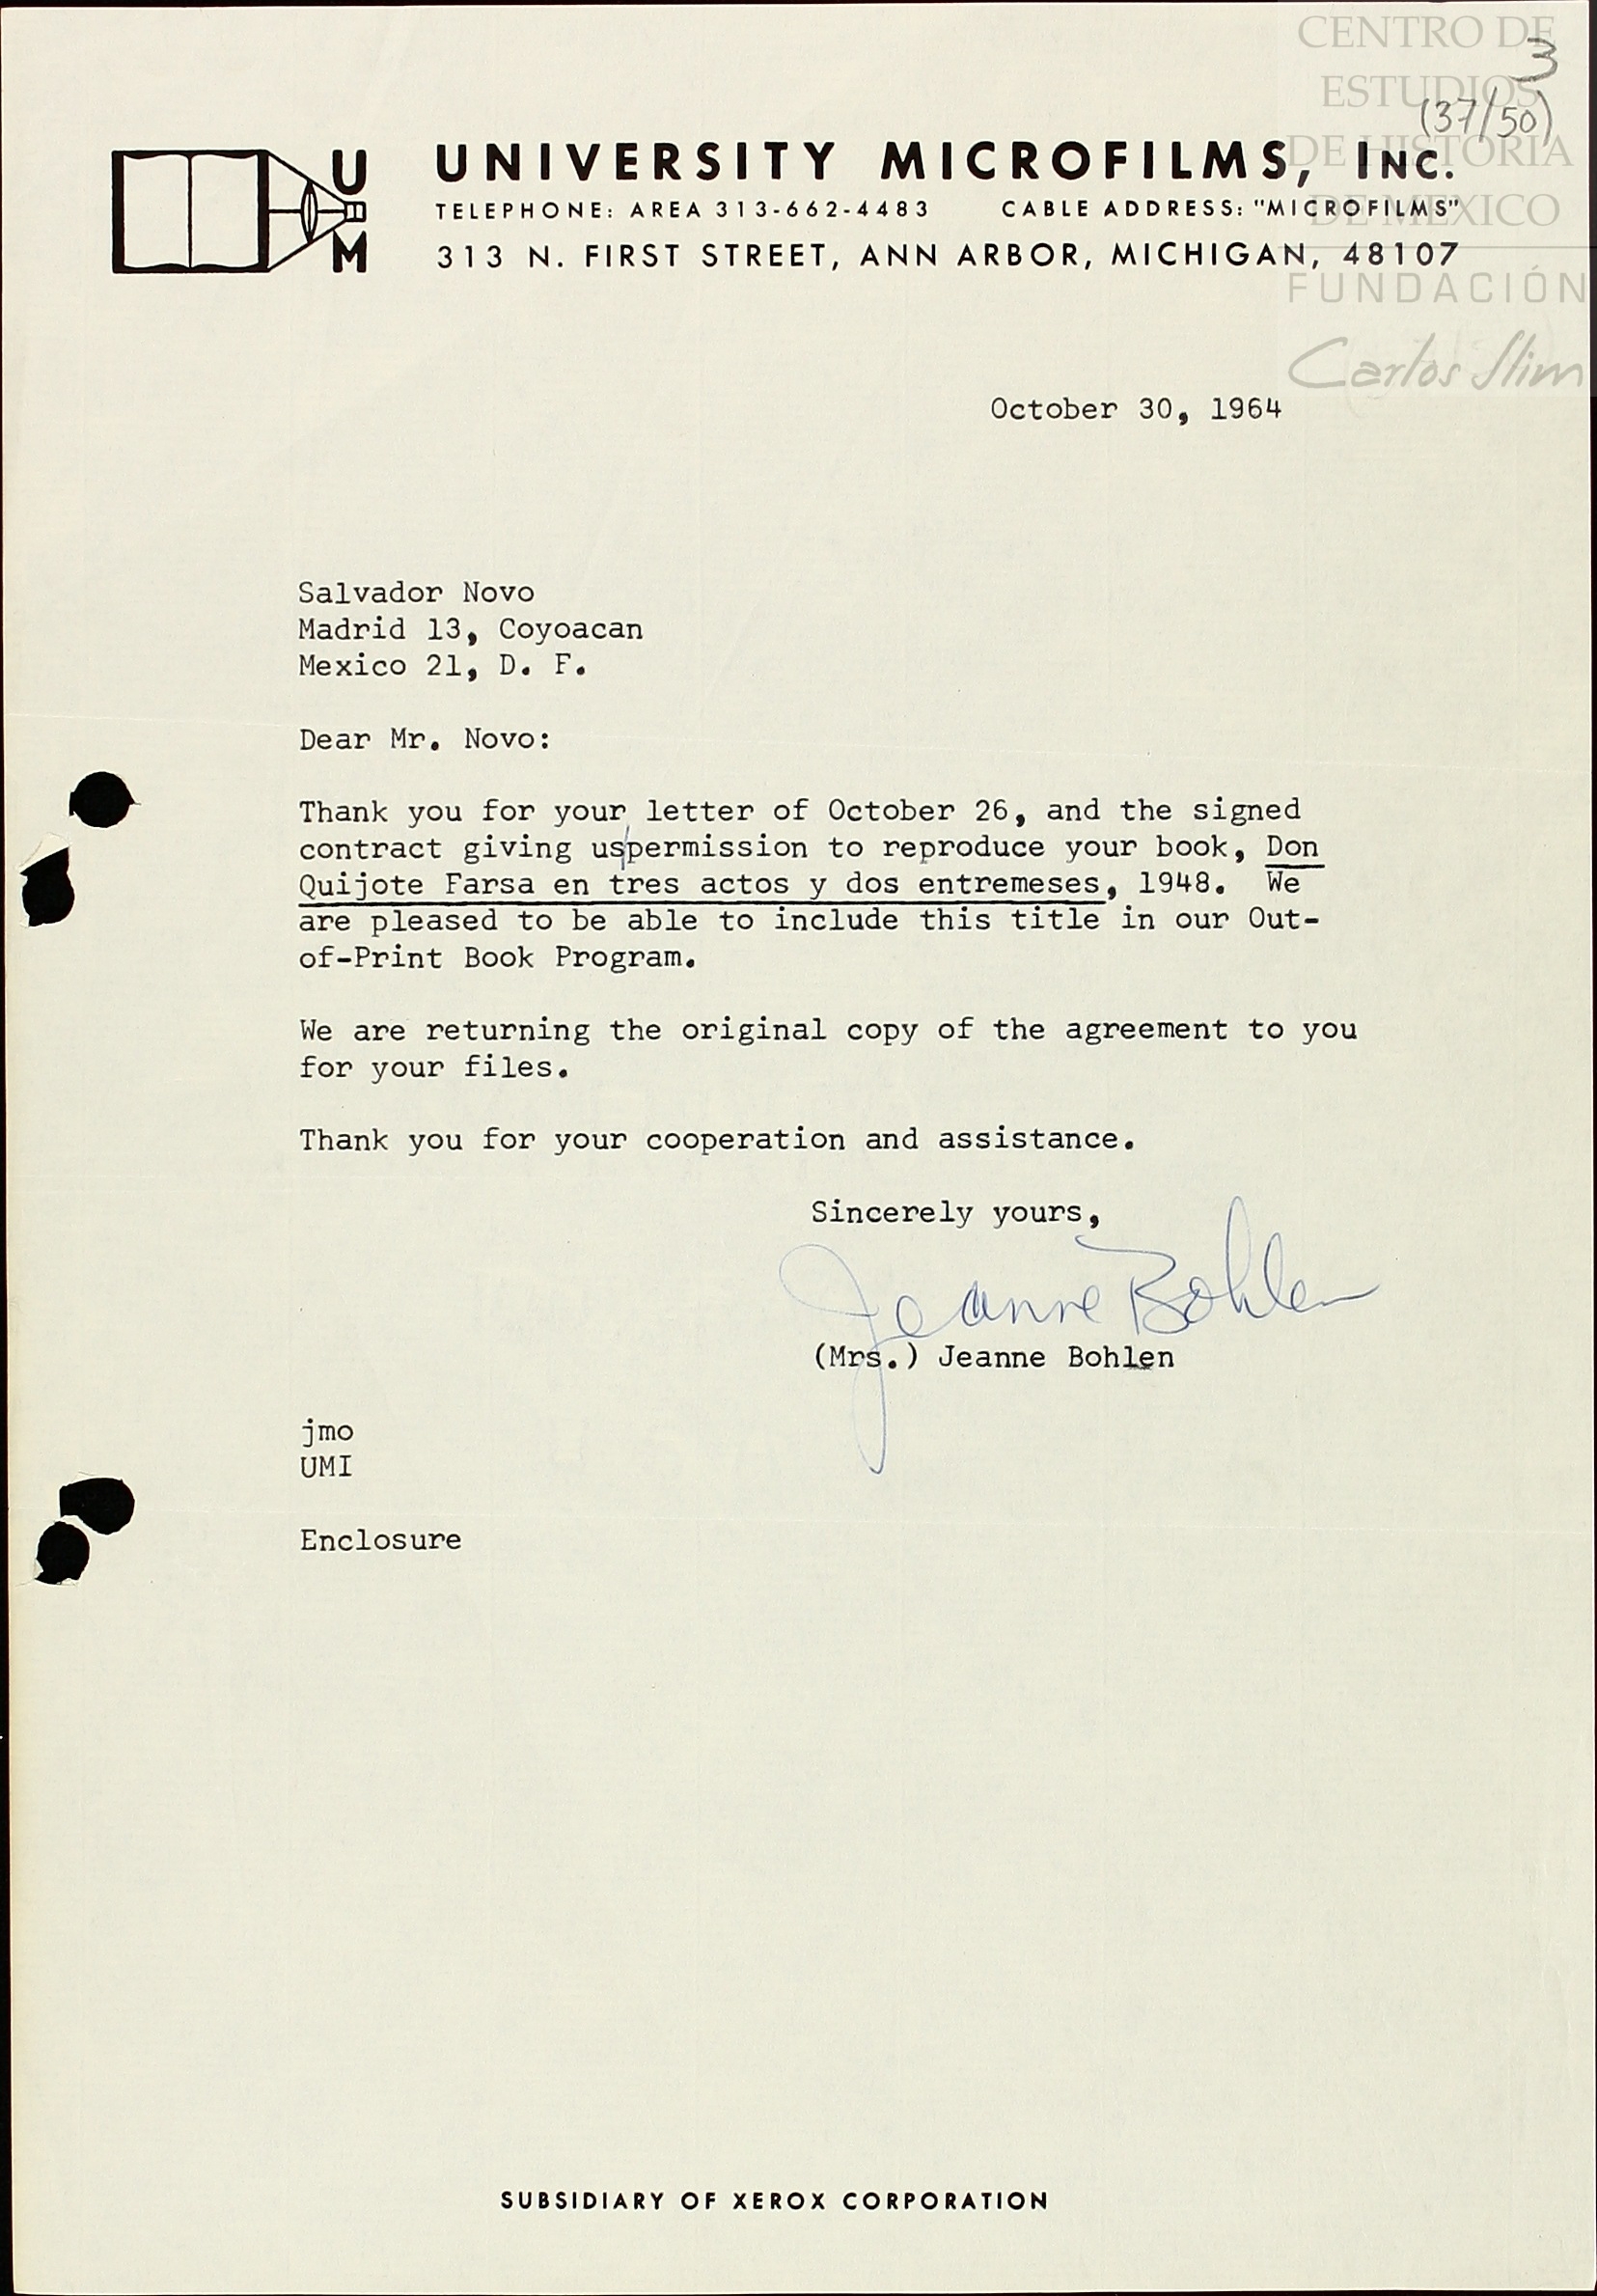 CENTRO DE
ESTUDIOS
DE HISTORIA
DE MEXICO
FUNDACIÓN
Carlos Slim
3
(37/50)
U
M
UNIVERSITY MICROFILMS, INC.
TELEPHONE: AREA 313-662-4483 CABLE ADDRESS: "MICROFILMS"
313 N. FIRST STREET, ANN ARBOR, MICHIGAN, 48107
October 30, 1964
Salvador Novo
Madrid 13, Coyoacan
Mexico 21, D. F.
Dear Mr. Novo:
Thank you for your letter of October 26, and the signed
contract giving us/permission to reproduce your book, Don
Quijote Farsa en tres actos y dos entremeses, 1948. We
are pleased to be able to include this title in our Out-
of-Print Book Program.
We are returning the original copy of the agreement to you
for your files.
Thank you for your cooperation and assistance.
Sincerely yours,
Jeanne Bohlen
(Mrs.) Jeanne Bohlen
jmo
UMI
Enclosure
SUBSIDIARY OF XEROX CORPORATION